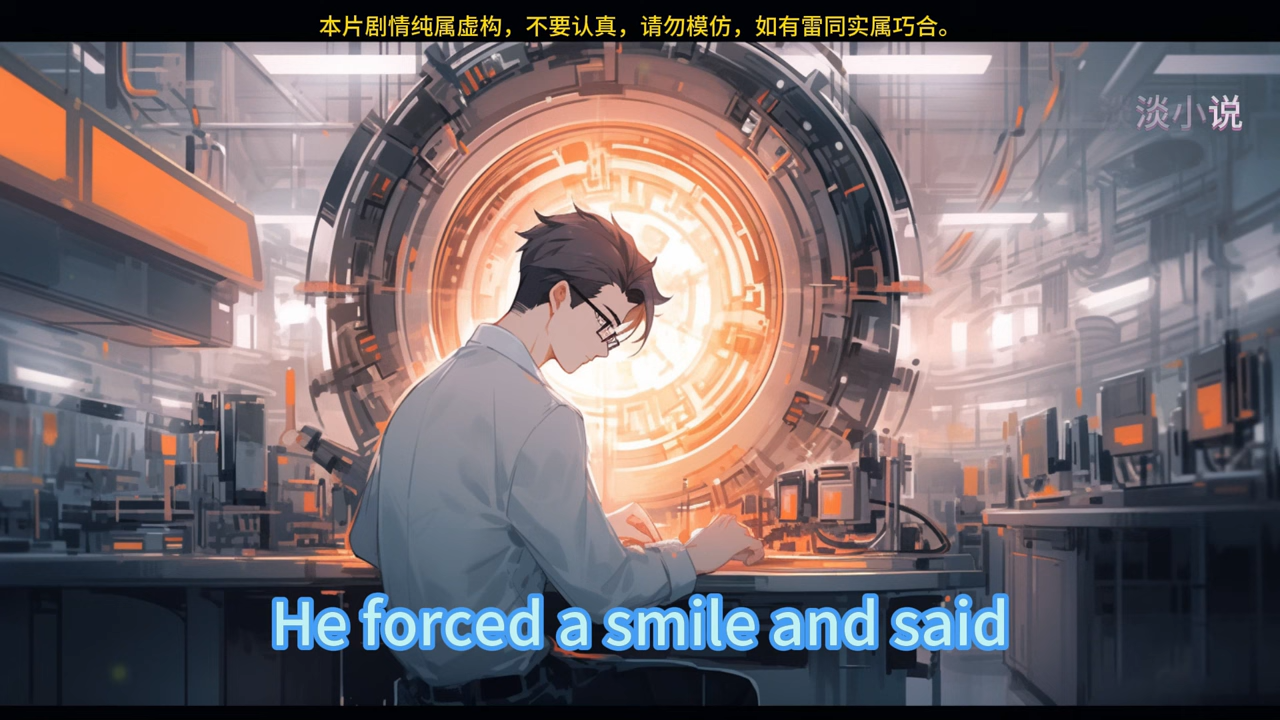 本片剧情纯属虚构，不要认真，请勿模仿，如有雷同实属巧合。
淡小说
He forced a smile and said